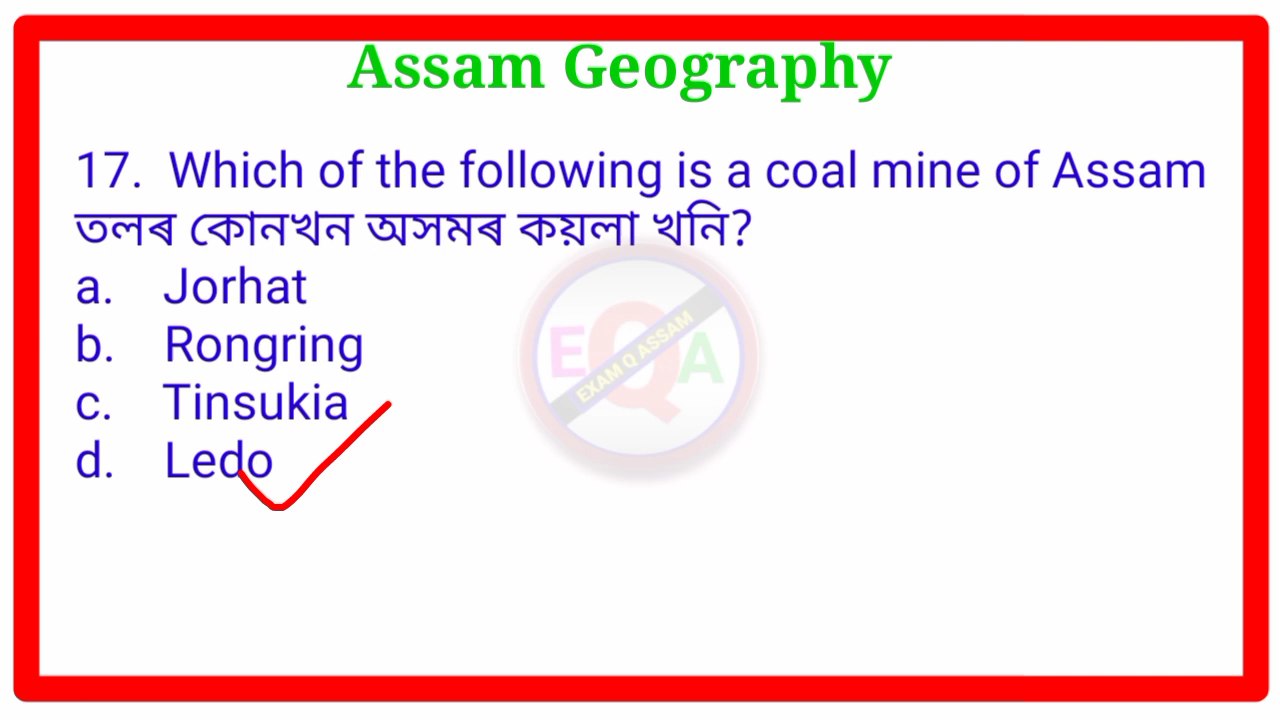 Assam Geography
17. Which of the following is a coal mine of Assam
তলৰ কোনখন অসমৰ কয়লা খনি?
a. Jorhat
b. Rongring
c. Tinsukia
d. Ledo
EQA
EXAM Q ASSAM